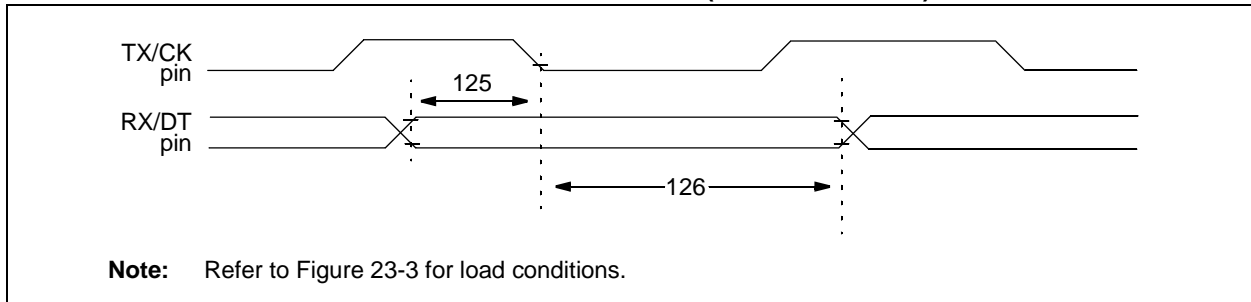 TX/CK
pin
125
RX/DT
pin
126
Note: Refer to Figure 23-3 for load conditions.